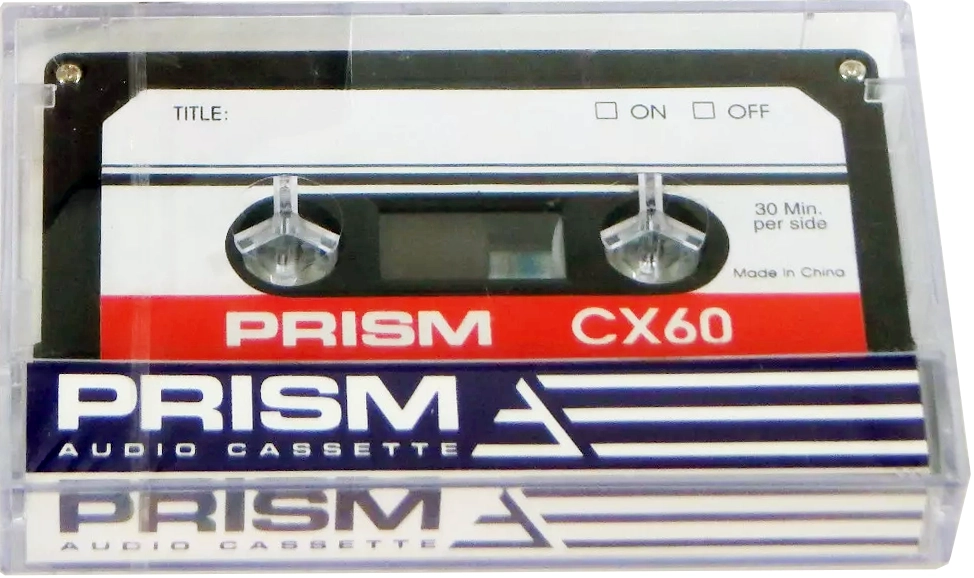 TITLE: ☐ ON ☐ OFF
30 Min.
per side
Made in China
PRISM CX60
PRISM
AUDIO CASSETTE
PRISM
AUDIO CASSETTE